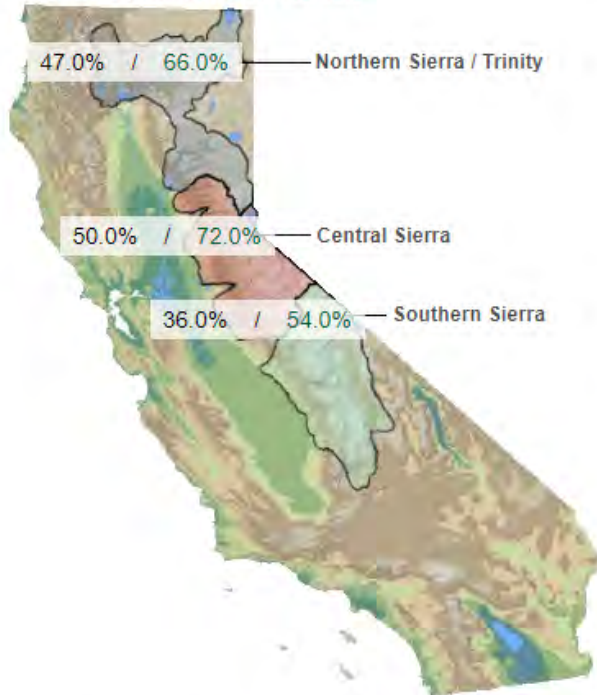 47.0% / 66.0% Northern Sierra / Trinity
50.0% / 72.0% Central Sierra
36.0% / 54.0% Southern Sierra